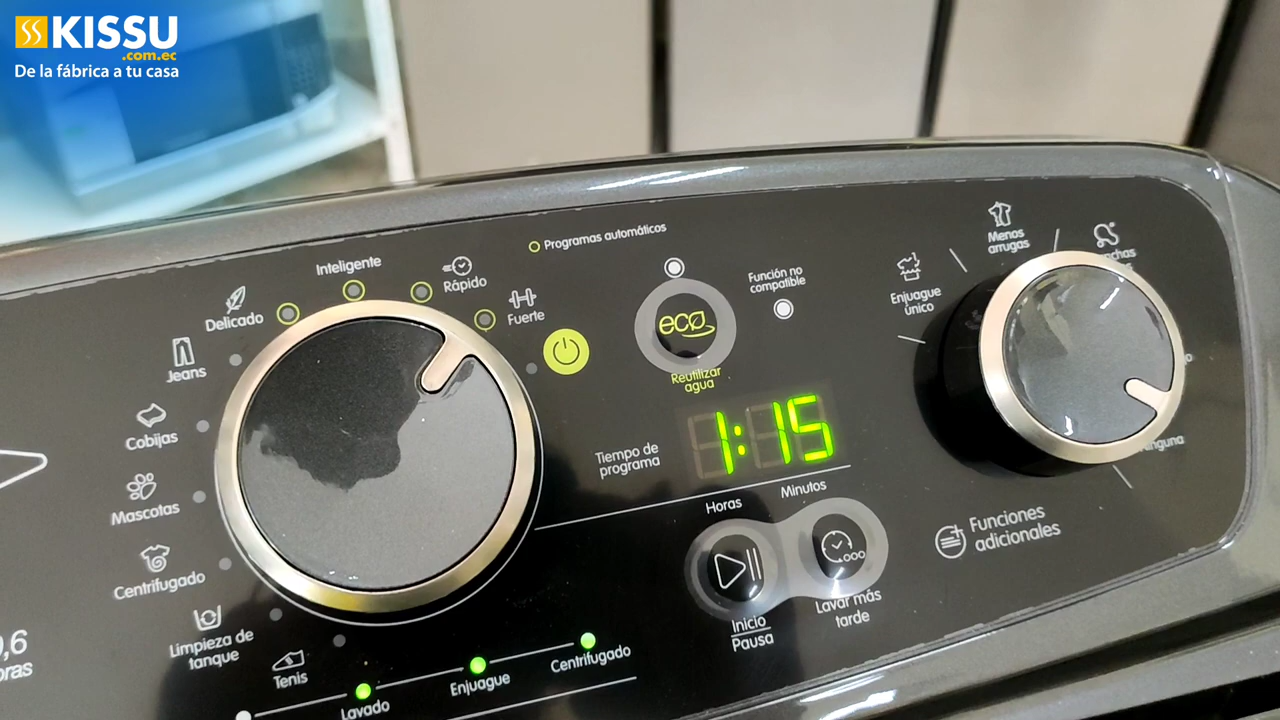 KISSU
.com.ec
De la fábrica a tu casa
Programas automáticos
Inteligente
Rápido
Delicado
Fuerte
Jeans
Cobijas
Mascotas
Centrifugado
Limpieza de
tanque
Tenis
eco
Reutilizar
agua
Función no
compatible
Tiempo de
programa
1:15
Horas
Minutos
Inicio
Pausa
Lavar más
tarde
Enjuague
Único
Menos
arrugas
Funciones
adicionales
Lavado
Enjuague
Centrifugado